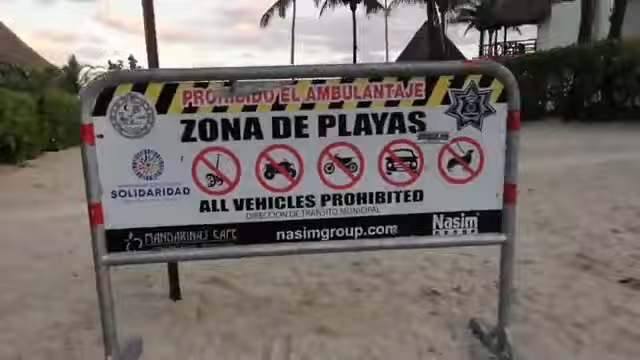 PROHIBIDO EL AMBULANTAJE
ZONA DE PLAYAS
SOLIDARIDAD
ALL VEHICLES PROHIBITED
DIRECCION DE TRANSITO MUNICIPAL
MANDARINAS CAFE
nasimgroup.com
Nasim